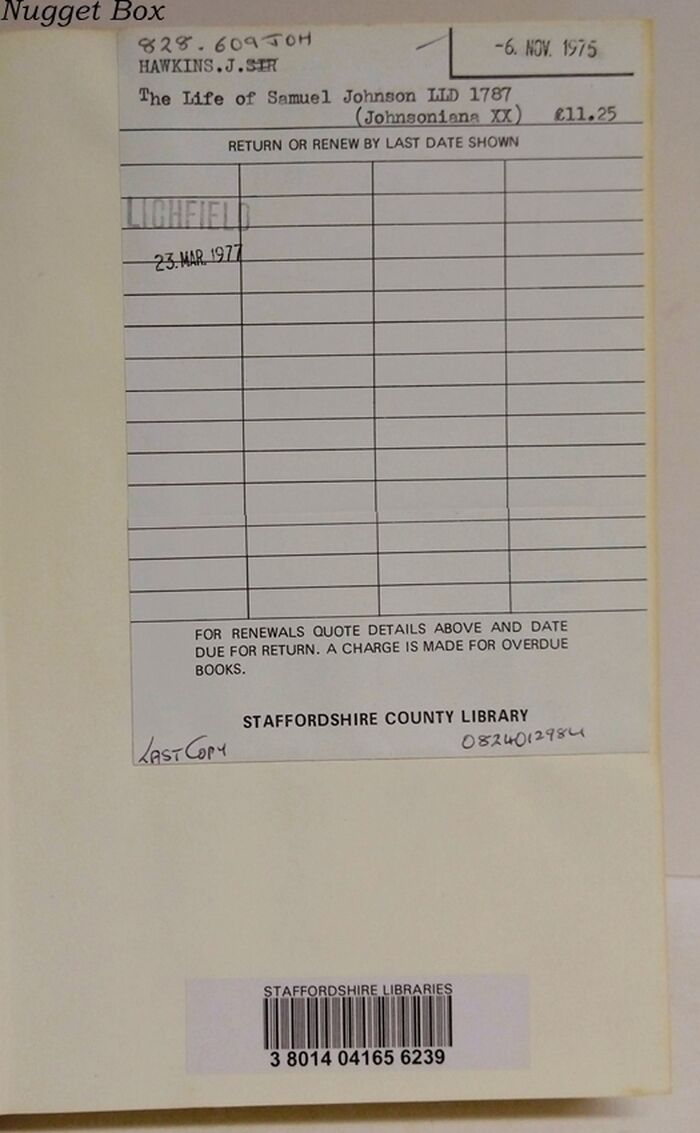 Nugget Box
828.609 JOH
-6. NOV. 1975
HAWKINS.J.SIR
The Life of Samuel Johnson LLD 1787
(Johnsoniana XX) £11.25
RETURN OR RENEW BY LAST DATE SHOWN
LICHFIELD
23. MAR. 1977
FOR RENEWALS QUOTE DETAILS ABOVE AND DATE
DUE FOR RETURN. A CHARGE IS MADE FOR OVERDUE
BOOKS.
STAFFORDSHIRE COUNTY LIBRARY
LAST COPY
0824012984
STAFFORDSHIRE LIBRARIES
3 8014 04165 6239